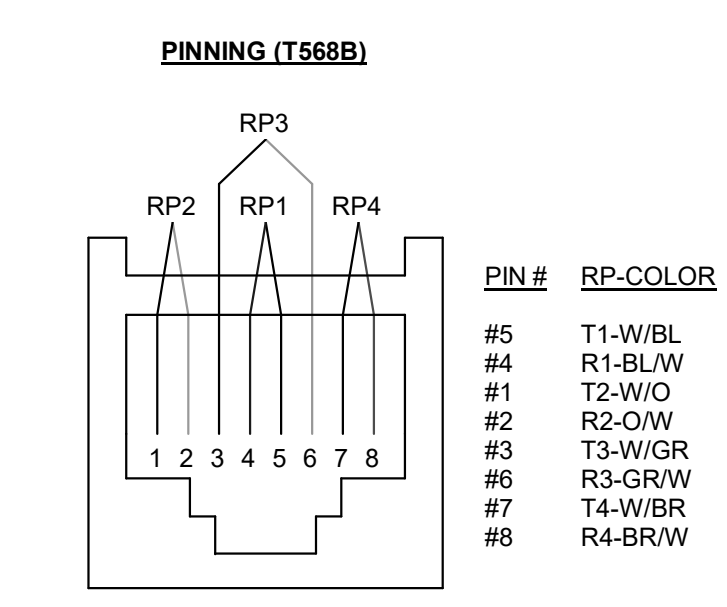 PINNING (T568B)
RP3
RP2 RP1 RP4
PIN # RP-COLOR
#5 T1-W/BL
#4 R1-BL/W
#1 T2-W/O
#2 R2-O/W
#3 T3-W/GR
#6 R3-GR/W
#7 T4-W/BR
#8 R4-BR/W
1 2 3 4 5 6 7 8